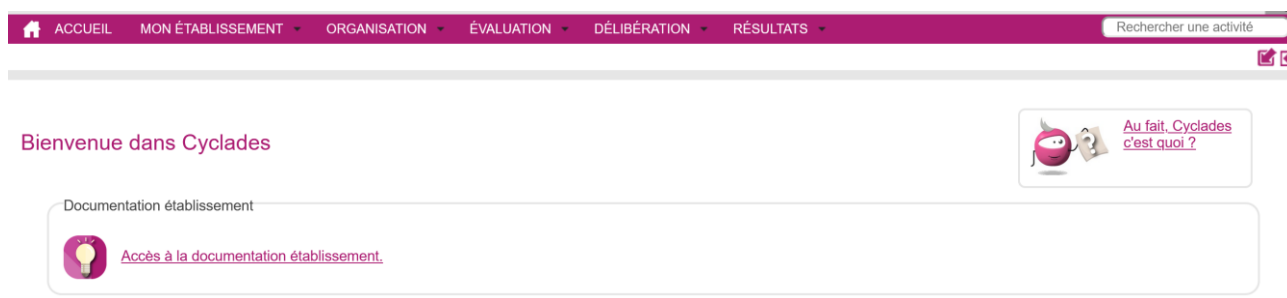 ACCUEIL MON ÉTABLISSEMENT ORGANISATION ÉVALUATION DÉLIBÉRATION RÉSULTATS Rechercher une activité
Bienvenue dans Cyclades
Au fait, Cyclades
c'est quoi ?
Documentation établissement
Accès à la documentation établissement.